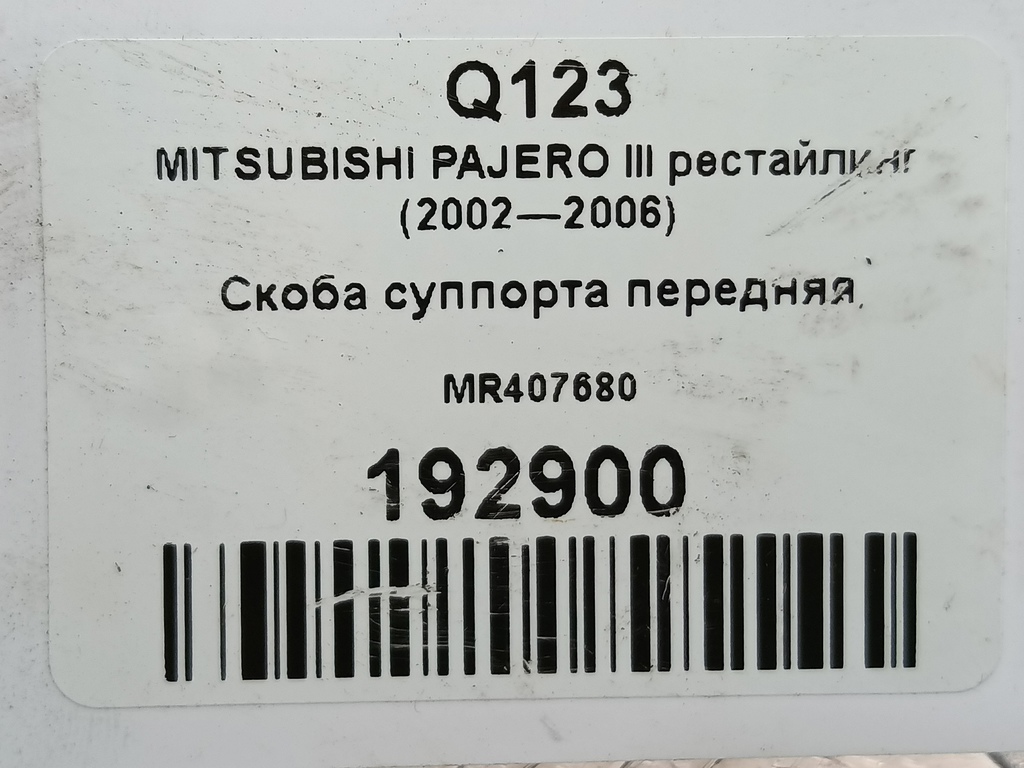 Q123
MITSUBISHI PAJERO III рестайлинг
(2002—2006)
Скоба суппорта передняя,
MR407680
192900